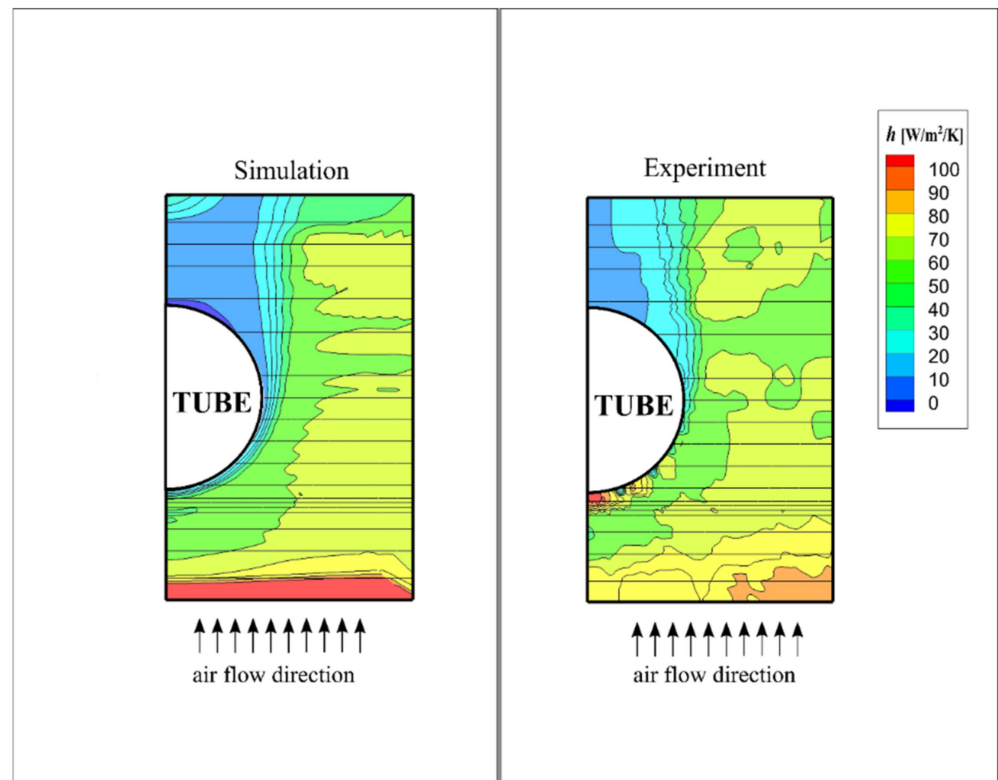 Simulation
TUBE
air flow direction
Experiment
TUBE
air flow direction
h [W/m²/K]
100
90
80
70
60
50
40
30
20
10
0